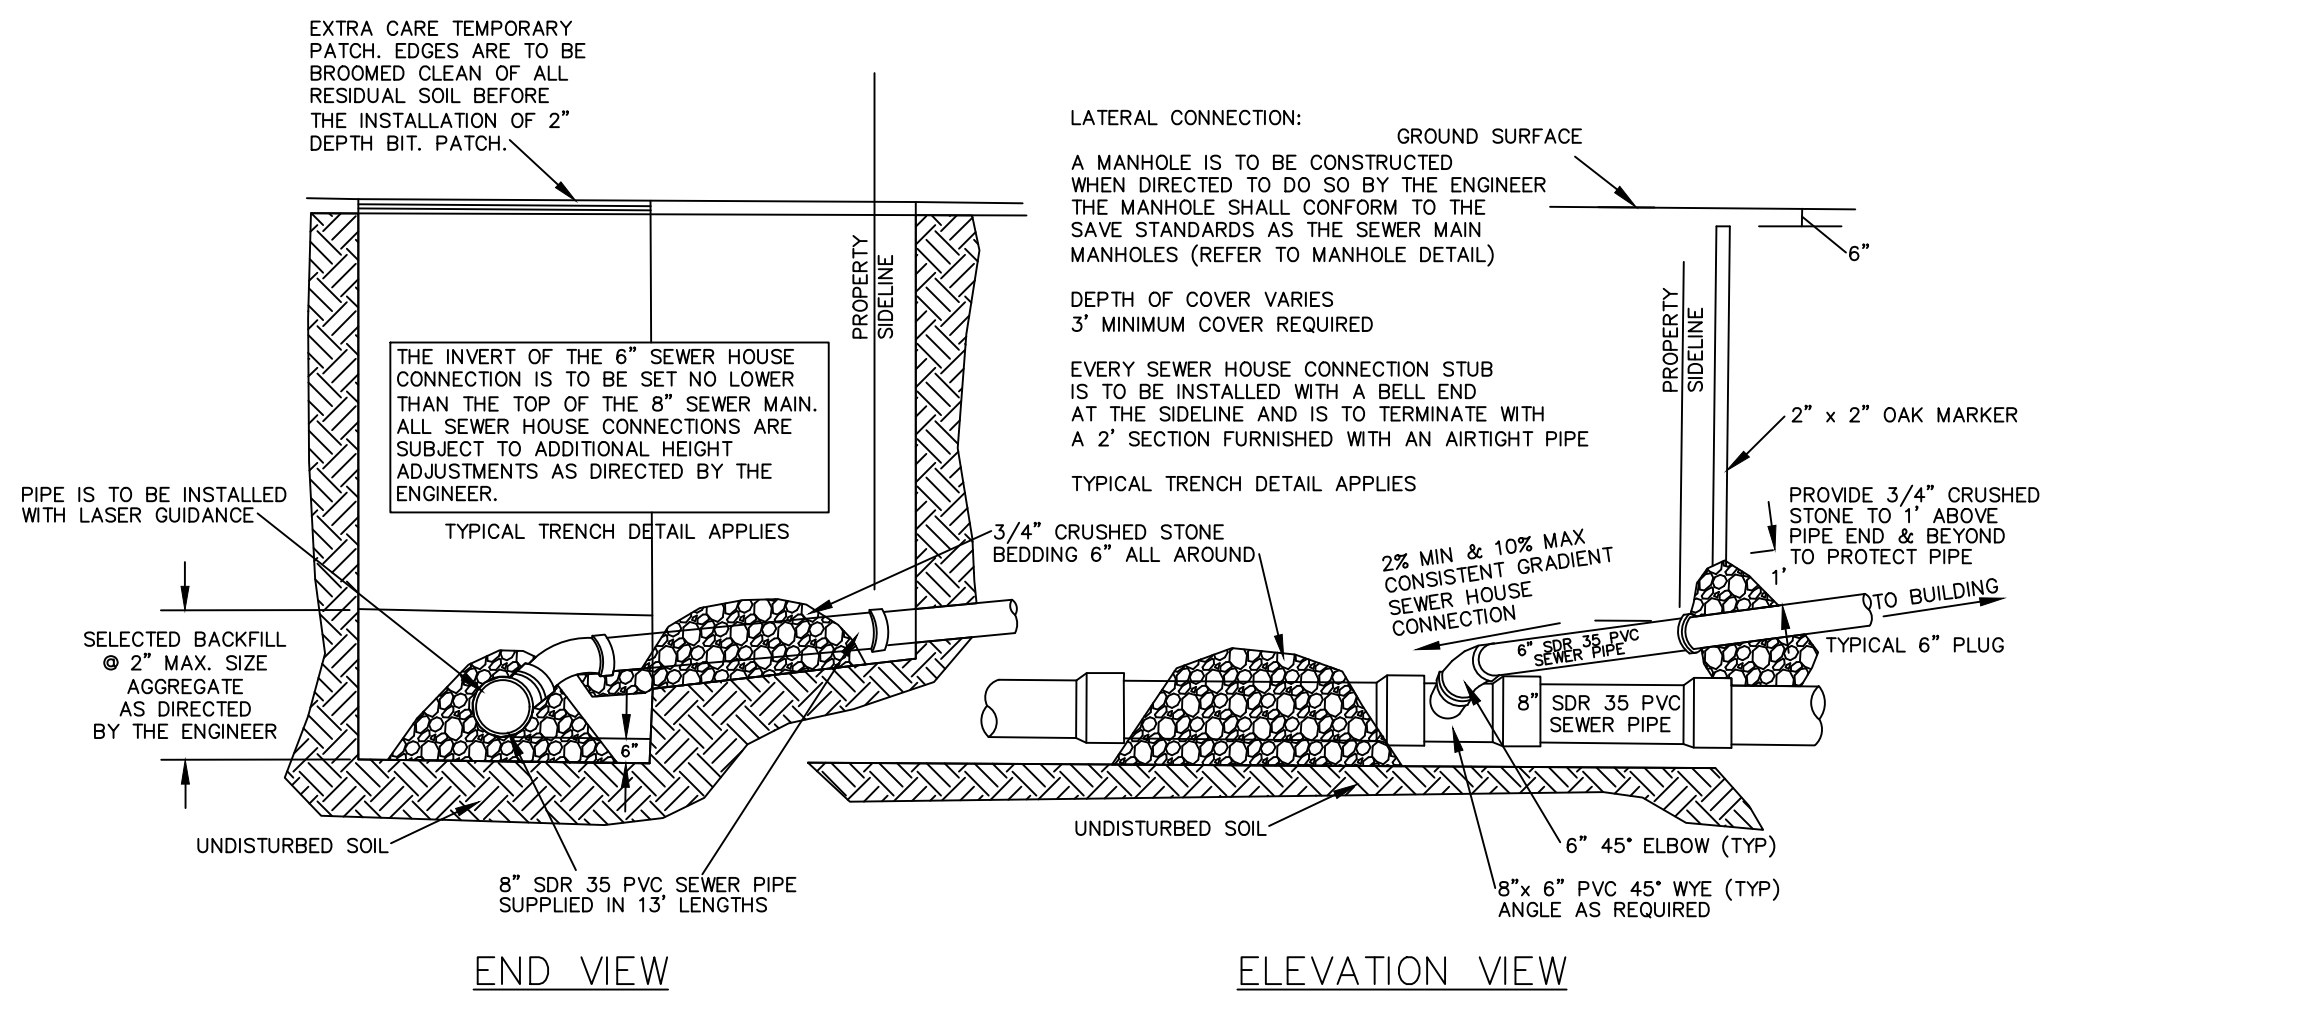 EXTRA CARE TEMPORARY
PATCH. EDGES ARE TO BE
BROOMED CLEAN OF ALL
RESIDUAL SOIL BEFORE
THE INSTALLATION OF 2"
DEPTH BIT. PATCH.
PROPERTY
SIDELINE
THE INVERT OF THE 6" SEWER HOUSE
CONNECTION IS TO BE SET NO LOWER
THAN THE TOP OF THE 8" SEWER MAIN.
ALL SEWER HOUSE CONNECTIONS ARE
SUBJECT TO ADDITIONAL HEIGHT
ADJUSTMENTS AS DIRECTED BY THE
ENGINEER.
TYPICAL TRENCH DETAIL APPLIES
PIPE IS TO BE INSTALLED
WITH LASER GUIDANCE
SELECTED BACKFILL
@ 2" MAX. SIZE
AGGREGATE
AS DIRECTED
BY THE ENGINEER
6"
UNDISTURBED SOIL
8" SDR 35 PVC SEWER PIPE
SUPPLIED IN 13' LENGTHS
END VIEW
LATERAL CONNECTION:
A MANHOLE IS TO BE CONSTRUCTED
WHEN DIRECTED TO DO SO BY THE ENGINEER
THE MANHOLE SHALL CONFORM TO THE
SAVE STANDARDS AS THE SEWER MAIN
MANHOLES (REFER TO MANHOLE DETAIL)
DEPTH OF COVER VARIES
3' MINIMUM COVER REQUIRED
EVERY SEWER HOUSE CONNECTION STUB
IS TO BE INSTALLED WITH A BELL END
AT THE SIDELINE AND IS TO TERMINATE WITH
A 2' SECTION FURNISHED WITH AN AIRTIGHT PIPE
TYPICAL TRENCH DETAIL APPLIES
3/4" CRUSHED STONE
BEDDING 6" ALL AROUND
GROUND SURFACE
6"
PROPERTY
SIDELINE
2" x 2" OAK MARKER
PROVIDE 3/4" CRUSHED
STONE TO 1' ABOVE
PIPE END & BEYOND
TO PROTECT PIPE
1'
2% MIN & 10% MAX
CONSISTENT GRADIENT
SEWER HOUSE
CONNECTION
TO BUILDING
6" SDR 35 PVC
SEWER PIPE
TYPICAL 6" PLUG
8" SDR 35 PVC
SEWER PIPE
UNDISTURBED SOIL
6" 45° ELBOW (TYP)
8"x 6" PVC 45° WYE (TYP)
ANGLE AS REQUIRED
ELEVATION VIEW